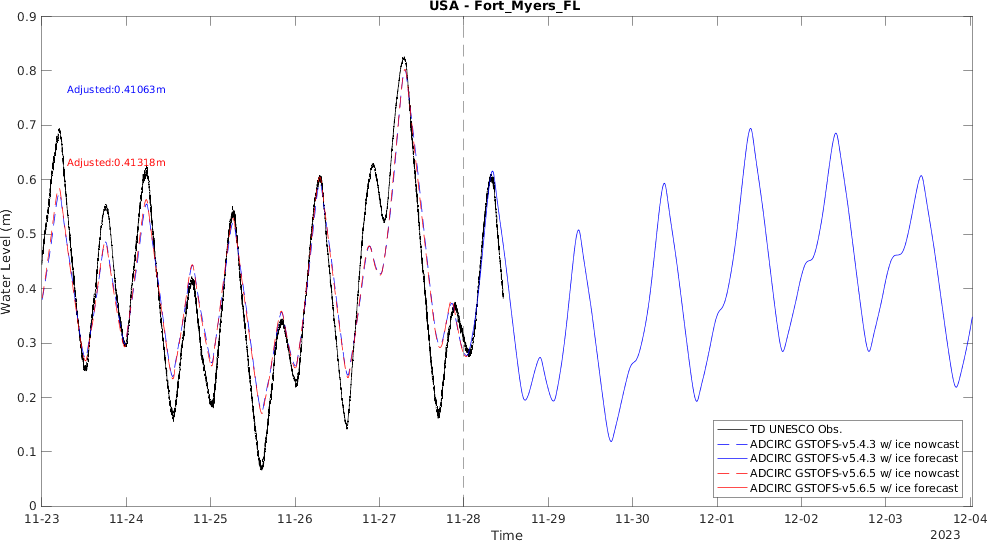 USA - Fort_Myers_FL
0.9
0.8
0.7
0.6
0.5
0.4
0.3
0.2
0.1
0
Water Level (m)
Adjusted:0.41063m
Adjusted:0.41318m
TD UNESCO Obs.
ADCIRC GSTOFS-v5.4.3 w/ ice nowcast
ADCIRC GSTOFS-v5.4.3 w/ ice forecast
ADCIRC GSTOFS-v5.6.5 w/ ice nowcast
ADCIRC GSTOFS-v5.6.5 w/ ice forecast
11-23 11-24 11-25 11-26 11-27 11-28 11-29 11-30 12-01 12-02 12-03 12-04
Time
2023